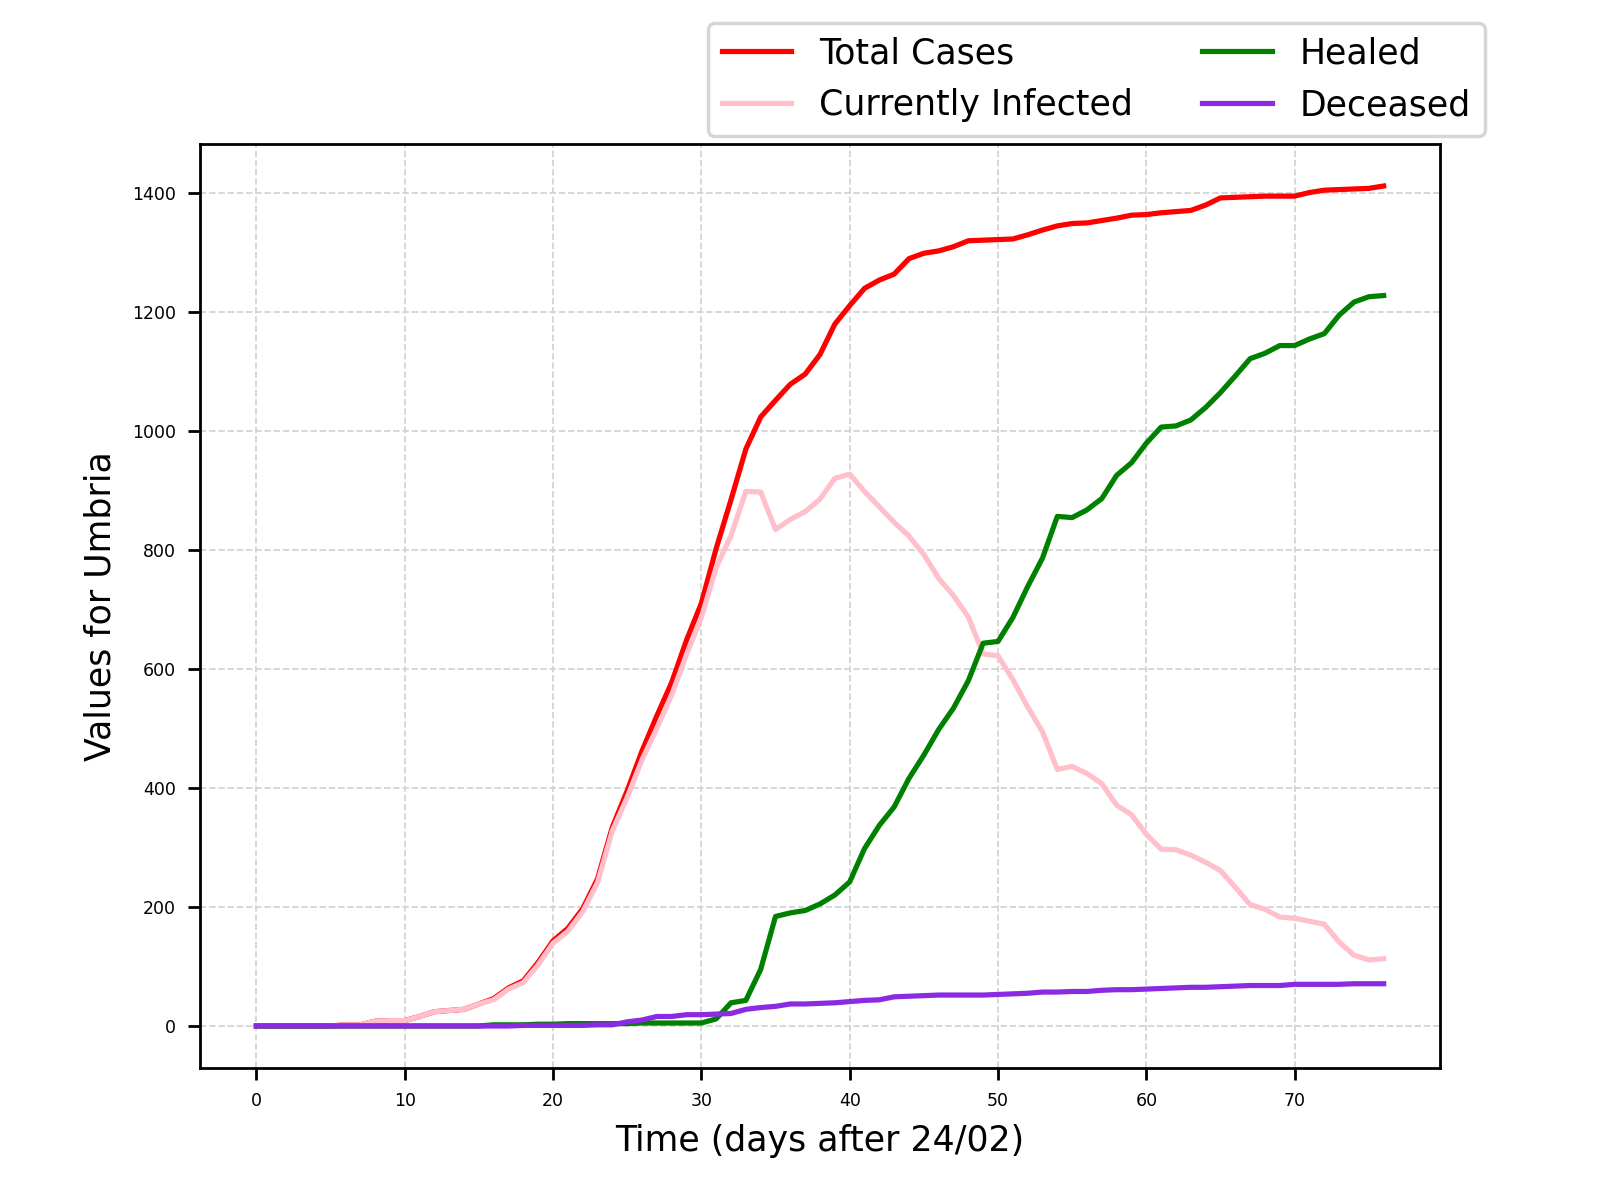 Total Cases
Currently Infected
Healed
Deceased
1400
1200
1000
800
600
400
200
0
Values for Umbria
0 10 20 30 40 50 60 70
Time (days after 24/02)